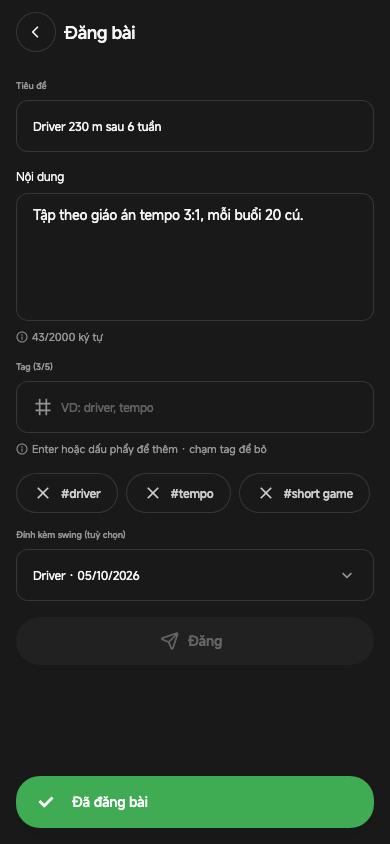 Đăng bài
Tiêu đề
Driver 230 m sau 6 tuần
Nội dung
Tập theo giáo án tempo 3:1, mỗi buổi 20 cú.
43/2000 ký tự
Tag (3/5)
VD: driver, tempo
Enter hoặc dấu phẩy để thêm · chạm tag để bỏ
#driver #tempo #short game
Đính kèm swing (tuỳ chọn)
Driver · 05/10/2026
Đăng
Đã đăng bài